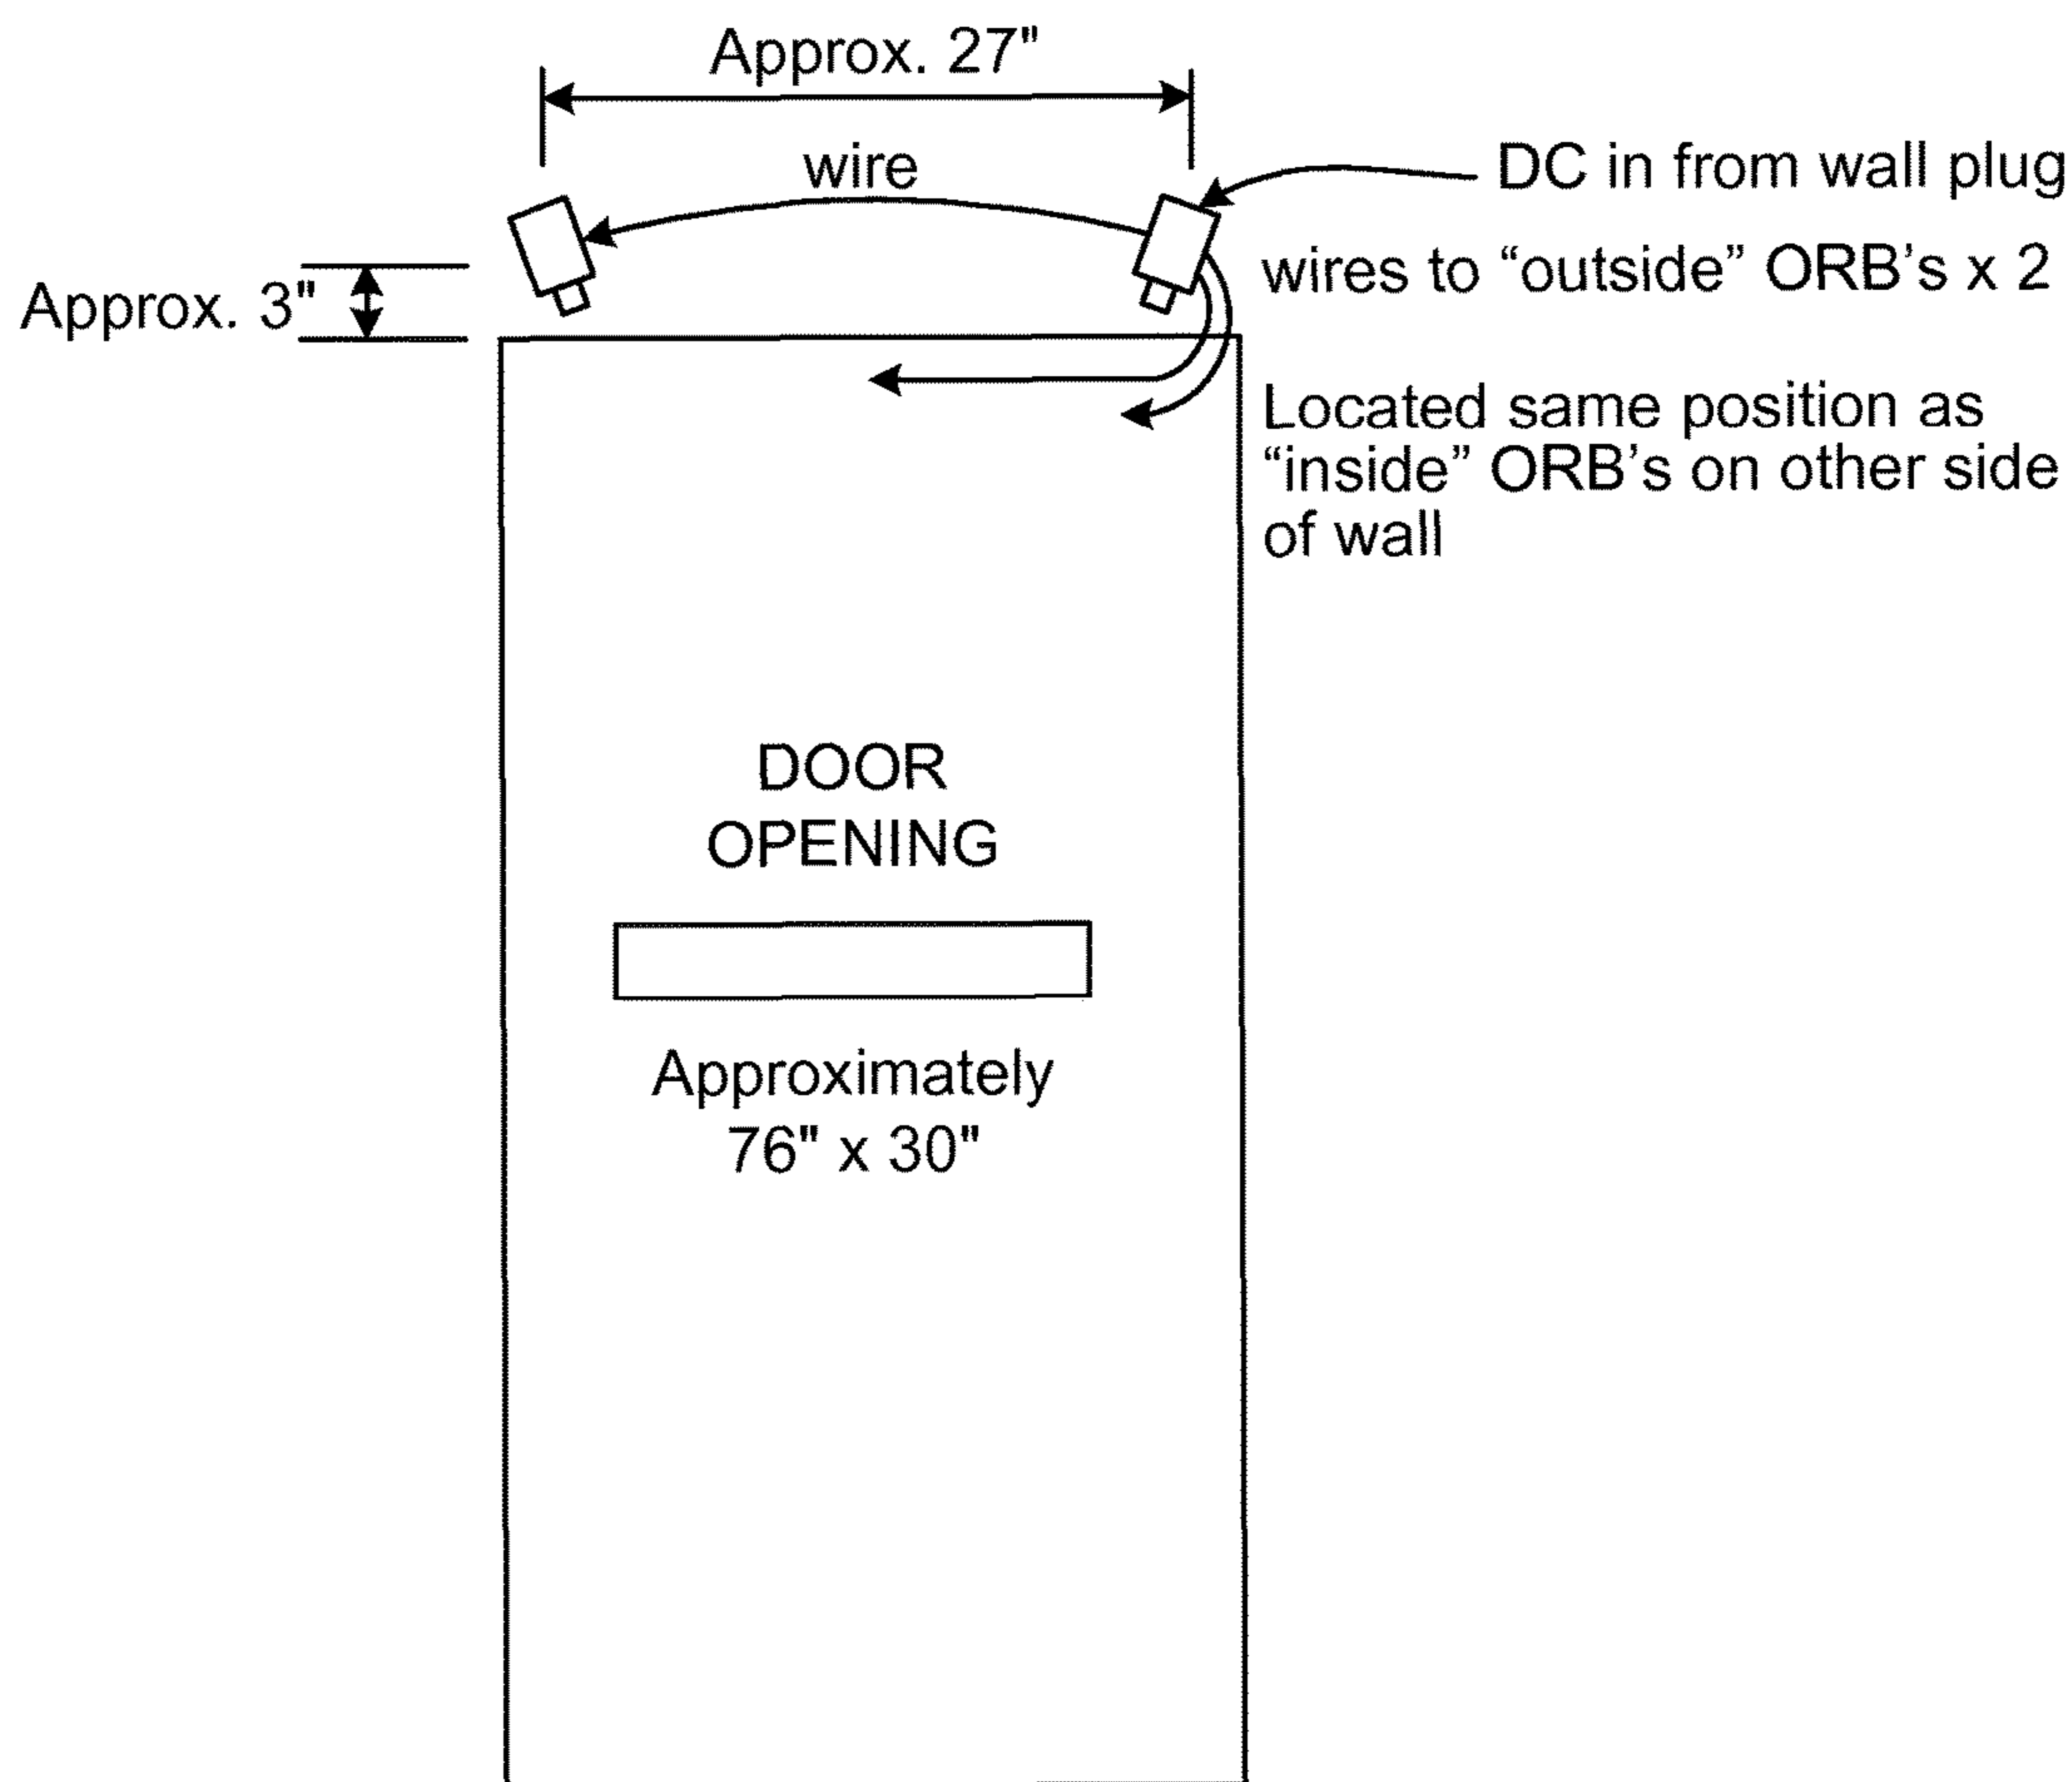 Approx. 27"
wire
DC in from wall plug
wires to “outside” ORB’s x 2
Approx. 3"
Located same position as
“inside” ORB’s on other side
of wall
DOOR
OPENING
Approximately
76" x 30"